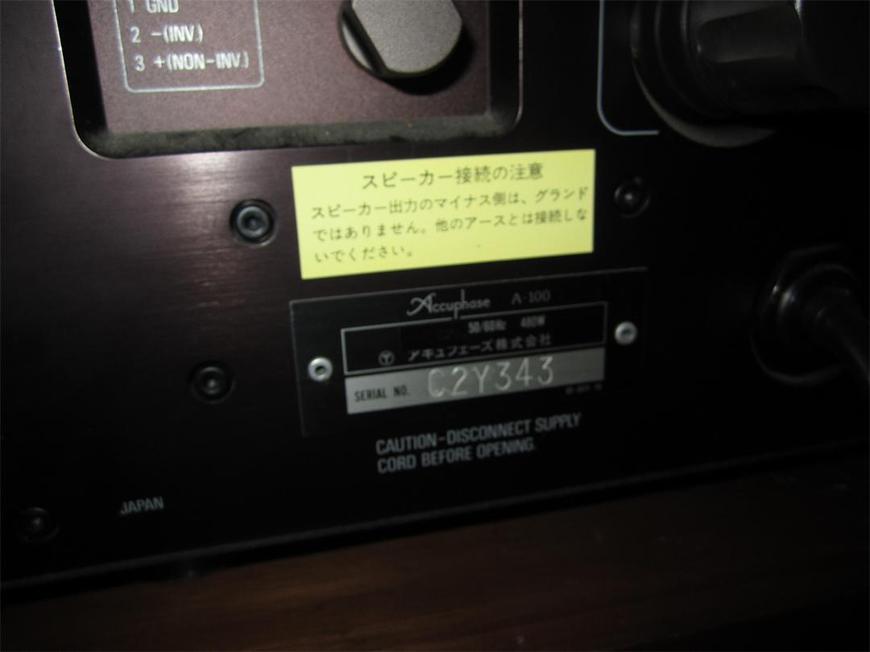 1 GND
2 -(INV.)
3 +(NON-INV.)
スピーカー接続の注意
スピーカー出力のマイナス側は、グランド
ではありません。他のアースとは接続しな
いでください。
Accuphase A-100
50/60Hz 480W
アキュフェーズ株式会社
SERIAL NO. C2Y343
CAUTION-DISCONNECT SUPPLY
CORD BEFORE OPENING.
JAPAN